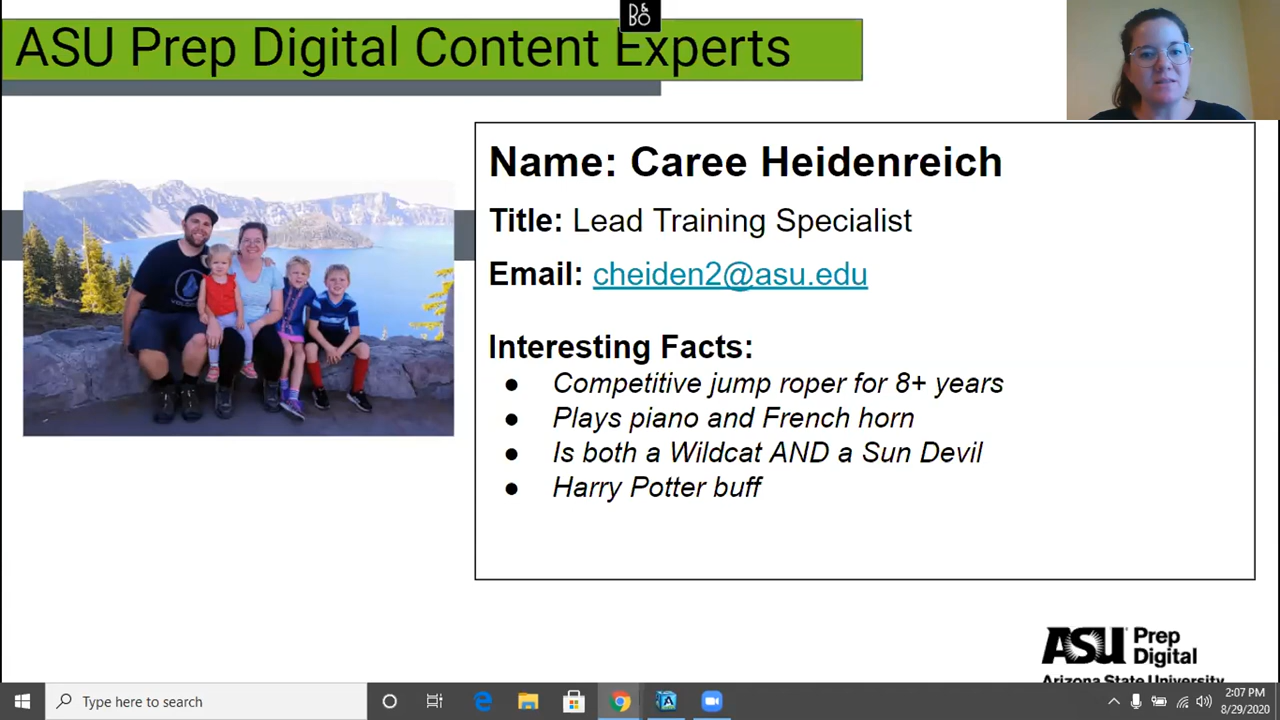 B&O
ASU Prep Digital Content Experts
Name: Caree Heidenreich
Title: Lead Training Specialist
Email: cheiden2@asu.edu
Interesting Facts:
● Competitive jump roper for 8+ years
● Plays piano and French horn
● Is both a Wildcat AND a Sun Devil
● Harry Potter buff
ASU Prep
Digital
Arizona State University
Type here to search
2:07 PM
8/29/2020